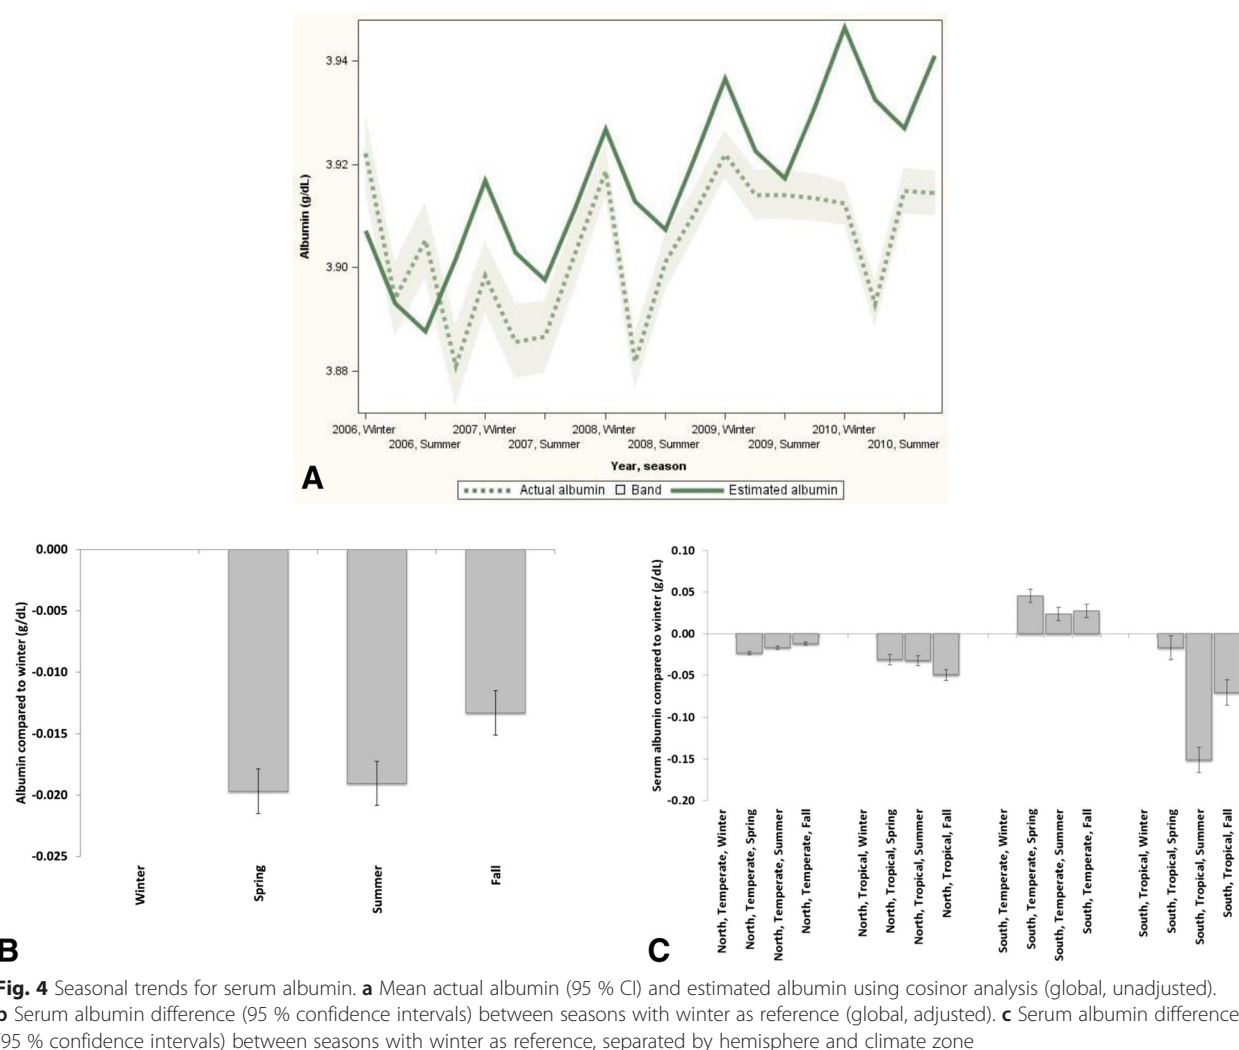 3.94
3.92
3.90
3.88
Albumin (g/dL)
2006, Winter
2006, Summer
2007, Winter
2007, Summer
2008, Winter
2008, Summer
2009, Winter
2009, Summer
2010, Winter
2010, Summer
Year, season
A
Actual albumin Band Estimated albumin
Albumin compared to winter (g/dL)
0.000
-0.005
-0.010
-0.015
-0.020
-0.025
Winter
Spring
Summer
Fall
B
Serum albumin compared to winter (g/dL)
0.10
0.05
0.00
-0.05
-0.10
-0.15
-0.20
North, Temperate, Winter
North, Temperate, Spring
North, Temperate, Summer
North, Temperate, Fall
North, Tropical, Winter
North, Tropical, Spring
North, Tropical, Summer
North, Tropical, Fall
South, Temperate, Winter
South, Temperate, Spring
South, Temperate, Summer
South, Temperate, Fall
South, Tropical, Winter
South, Tropical, Spring
South, Tropical, Summer
South, Tropical, Fall
C
Fig. 4 Seasonal trends for serum albumin. a Mean actual albumin (95 % CI) and estimated albumin using cosinor analysis (global, unadjusted).
b Serum albumin difference (95 % confidence intervals) between seasons with winter as reference (global, adjusted). c Serum albumin difference
(95 % confidence intervals) between seasons with winter as reference, separated by hemisphere and climate zone